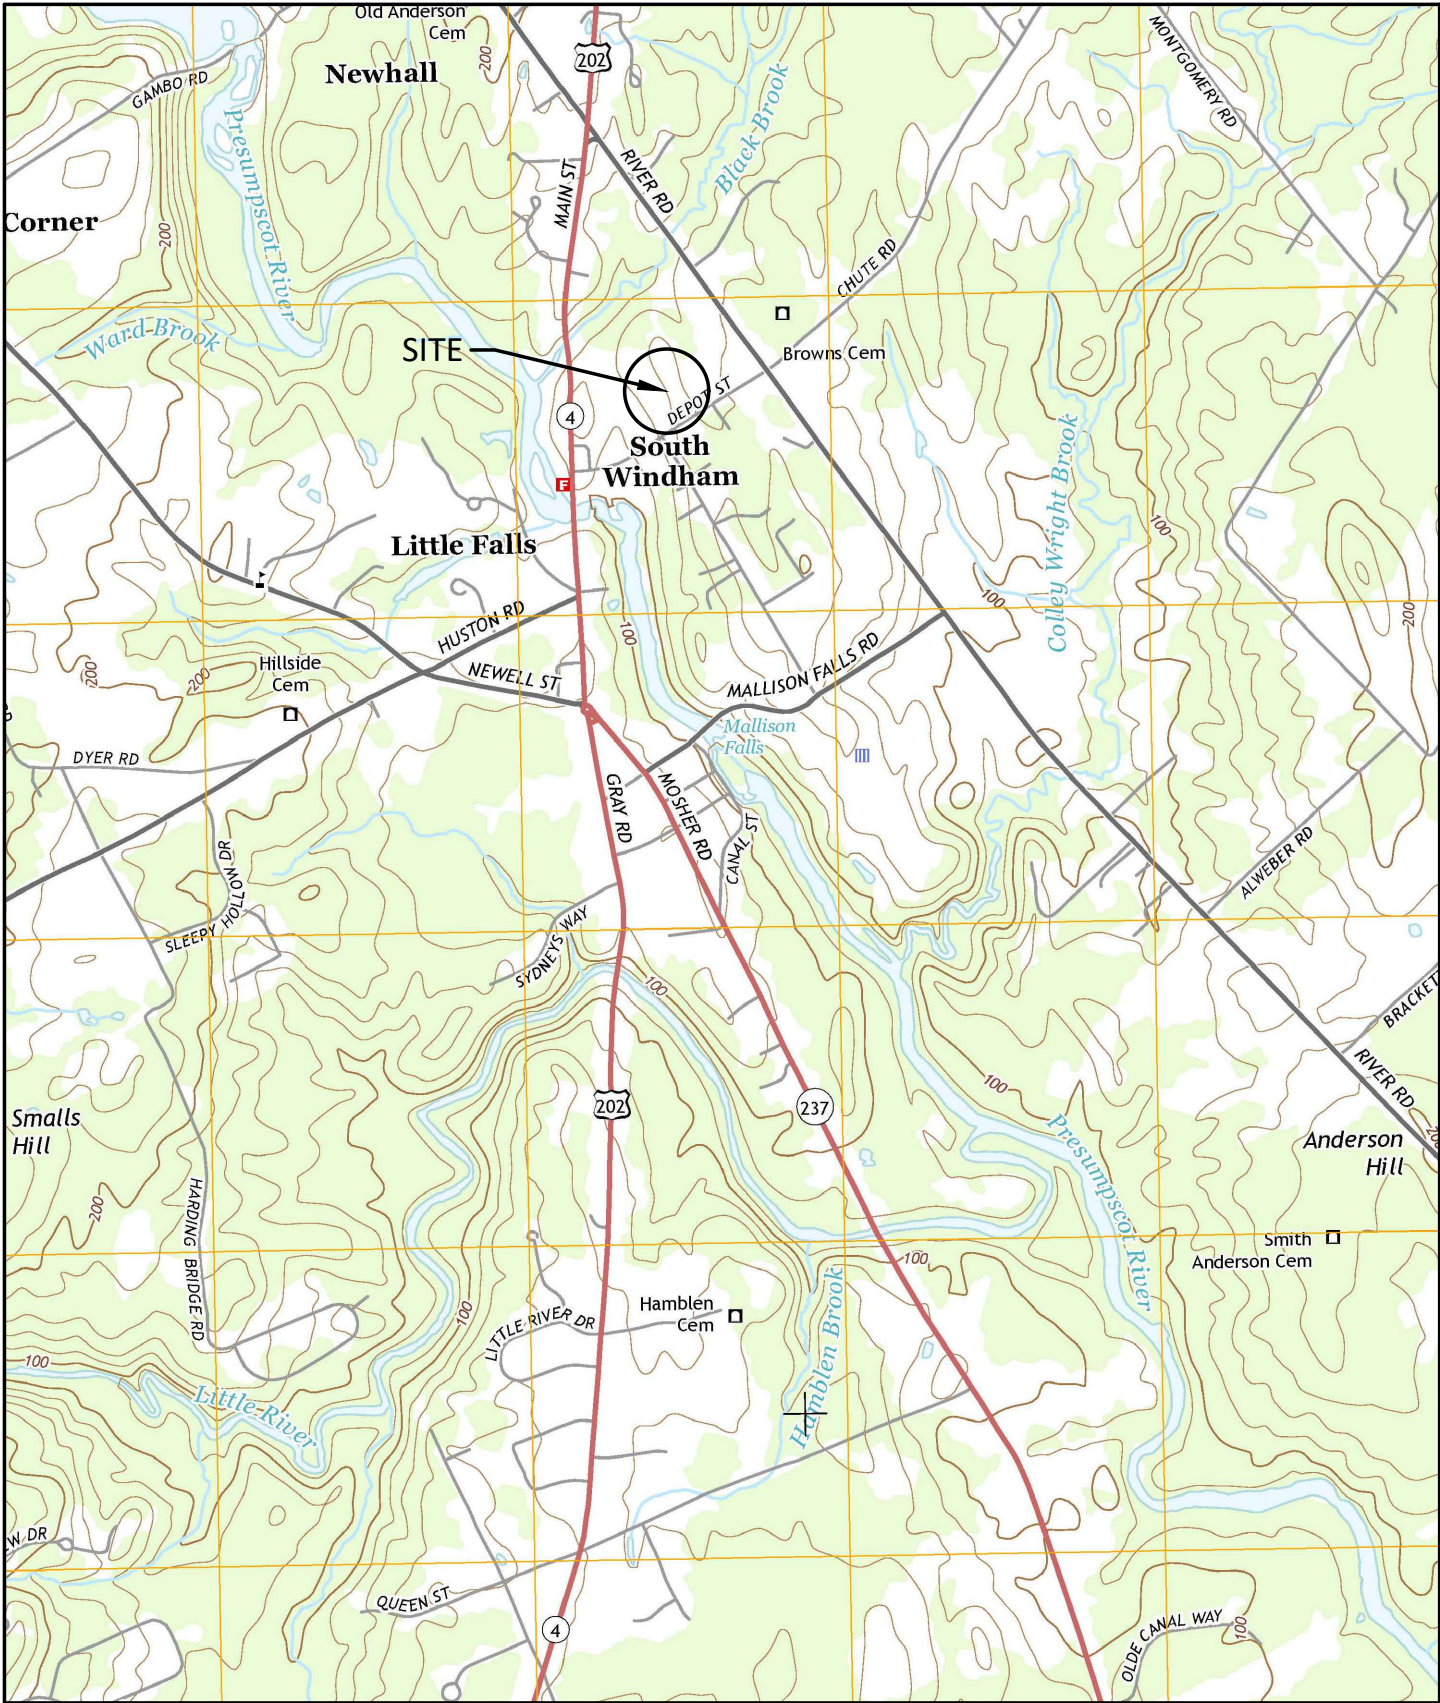 Old Anderson
Cem
200
202
MONTGOMERY RD
Newhall
GAMBO RD
Black Brook
Presumpscot River
RIVER RD
MAIN ST
Corner
200
CHUTE RD
Ward Brook
SITE
Browns Cem
DEPOT ST
4
South
Windham
F
Colley Wright Brook
100
Little Falls
100
HUSTON RD
100
200
Hillside
Cem
200
200
NEWELL ST
MALLISON FALLS RD
Mallison
Falls
DYER RD
GRAY RD
MOSHER RD
CANAL ST
SLEEPY HOLLOW DR
ALWEBER RD
SYDNEYS WAY
100
BRACKETT
RIVER RD
100
202
237
Smalls
Hill
Presumpscot River
Anderson
Hill
200
200
HARDING BRIDGE RD
Smith
Anderson Cem
100
Hamblen Brook
Hamblen
Cem
100
LITTLE RIVER DR
100
Little River
EW DR
QUEEN ST
4
OLDE CANAL WAY
100